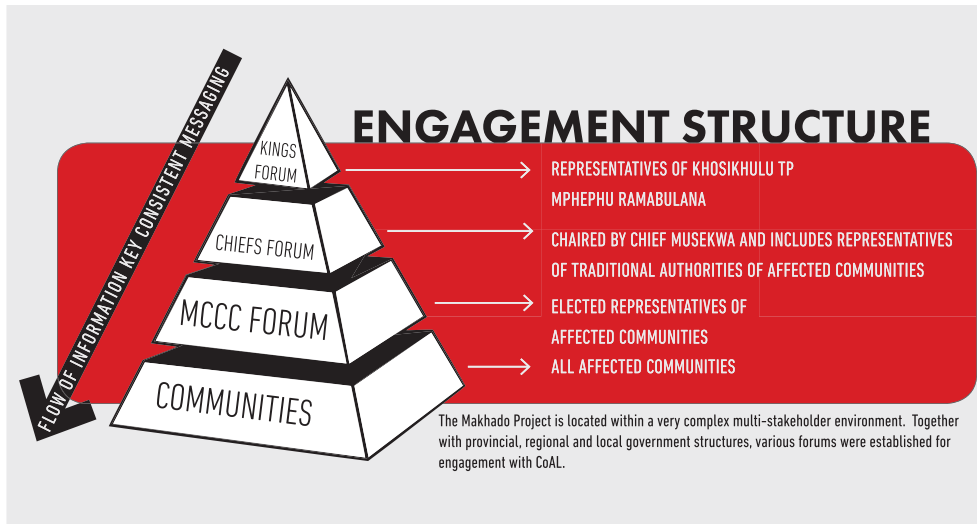 FLOW OF INFORMATION KEY CONSISTENT MESSAGING
ENGAGEMENT STRUCTURE
KINGS
FORUM
REPRESENTATIVES OF KHOSIKHULU TP
MPHEPHU RAMABULANA
CHIEFS FORUM
CHAIRED BY CHIEF MUSEKWA AND INCLUDES REPRESENTATIVES
OF TRADITIONAL AUTHORITIES OF AFFECTED COMMUNITIES
MCCC FORUM
ELECTED REPRESENTATIVES OF
AFFECTED COMMUNITIES
COMMUNITIES
ALL AFFECTED COMMUNITIES
The Makhado Project is located within a very complex multi-stakeholder environment. Together
with provincial, regional and local government structures, various forums were established for
engagement with CoAL.